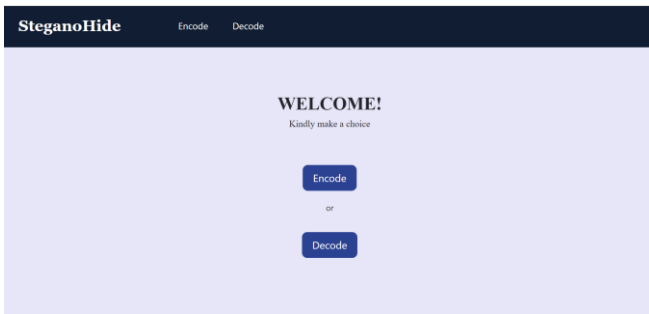 SteganoHide Encode Decode
WELCOME!
Kindly make a choice
Encode
or
Decode